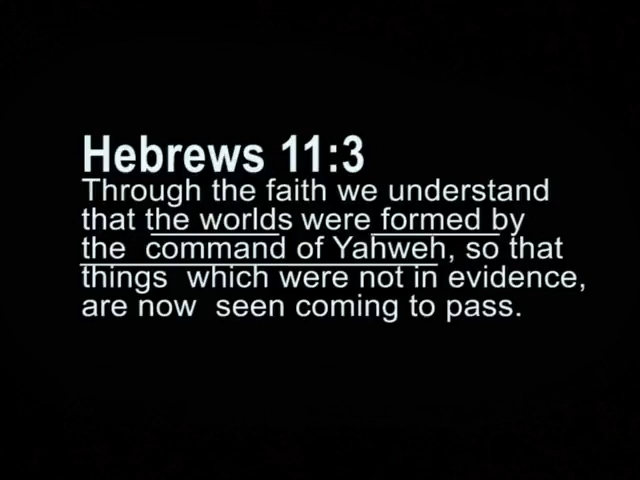 Hebrews 11:3
Through the faith we understand
that the worlds were formed by
the command of Yahweh, so that
things which were not in evidence,
are now seen coming to pass.